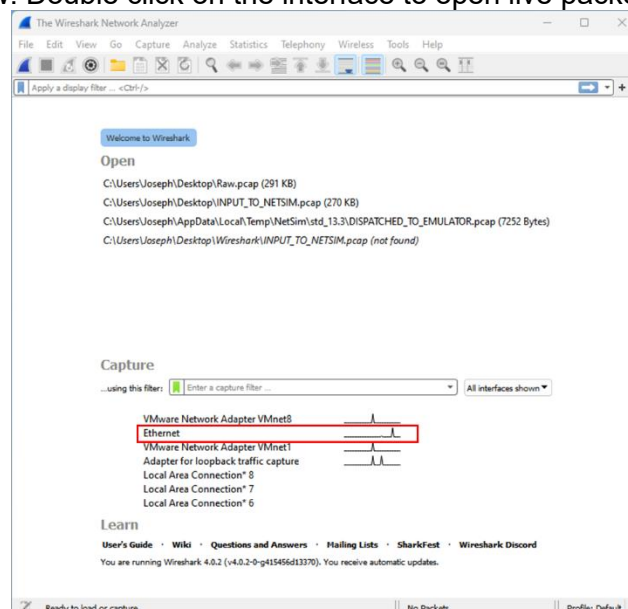 w. Double click on the interface to open live packe
The Wireshark Network Analyzer
File Edit View Go Capture Analyze Statistics Telephony Wireless Tools Help
Apply a display filter ... <Ctrl-/>
Welcome to Wireshark
Open
C:\Users\Joseph\Desktop\Raw.pcap (291 KB)
C:\Users\Joseph\Desktop\INPUT_TO_NETSIM.pcap (270 KB)
C:\Users\Joseph\AppData\Local\Temp\NetSim\std_13.3\DISPATCHED_TO_EMULATOR.pcap (7252 Bytes)
C:\Users\Joseph\Desktop\Wireshark\INPUT_TO_NETSIM.pcap (not found)
Capture
...using this filter: Enter a capture filter ... All interfaces shown
VMware Network Adapter VMnet8
Ethernet
VMware Network Adapter VMnet1
Adapter for loopback traffic capture
Local Area Connection* 8
Local Area Connection* 7
Local Area Connection* 6
Learn
User's Guide · Wiki · Questions and Answers · Mailing Lists · SharkFest · Wireshark Discord
You are running Wireshark 4.0.2 (v4.0.2-0-g415456d13370). You receive automatic updates.
Ready to load or capture No Packets Profile: Default